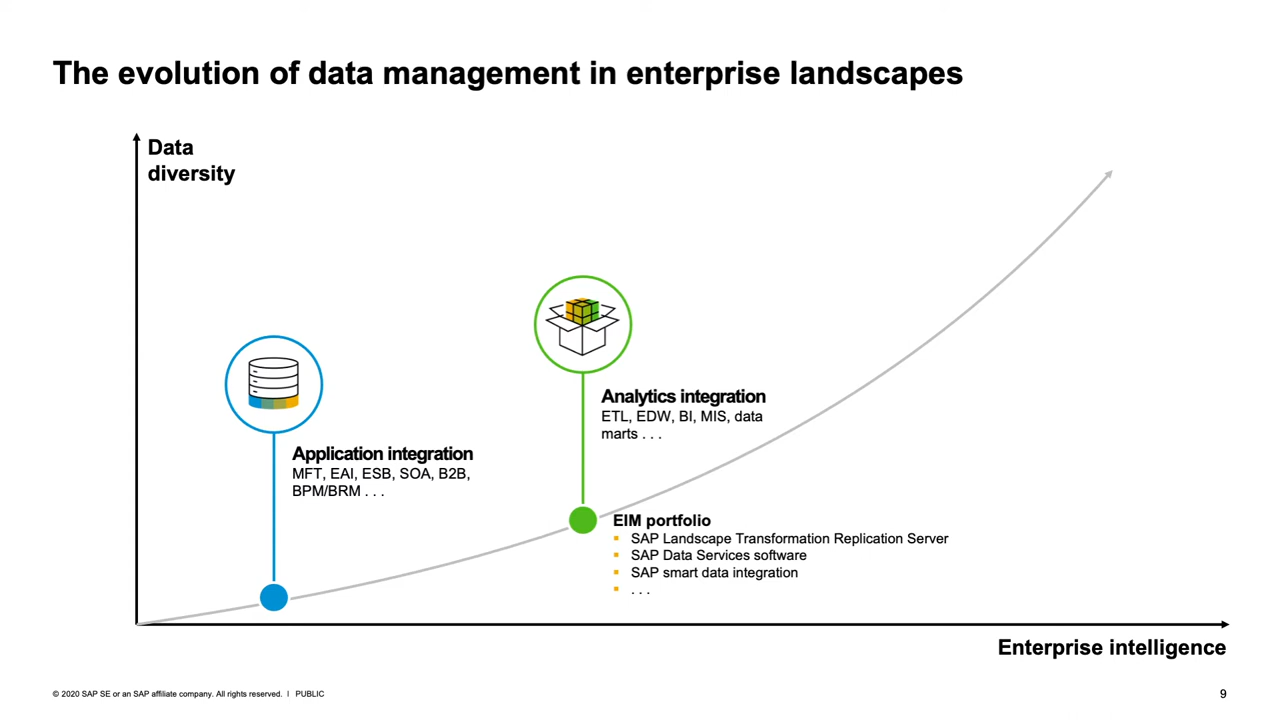 The evolution of data management in enterprise landscapes
Data
diversity
Analytics integration
ETL, EDW, BI, MIS, data
marts . . .
Application integration
MFT, EAI, ESB, SOA, B2B,
BPM/BRM . . .
EIM portfolio
▪ SAP Landscape Transformation Replication Server
▪ SAP Data Services software
▪ SAP smart data integration
▪ . . .
Enterprise intelligence
© 2020 SAP SE or an SAP affiliate company. All rights reserved. | PUBLIC
9